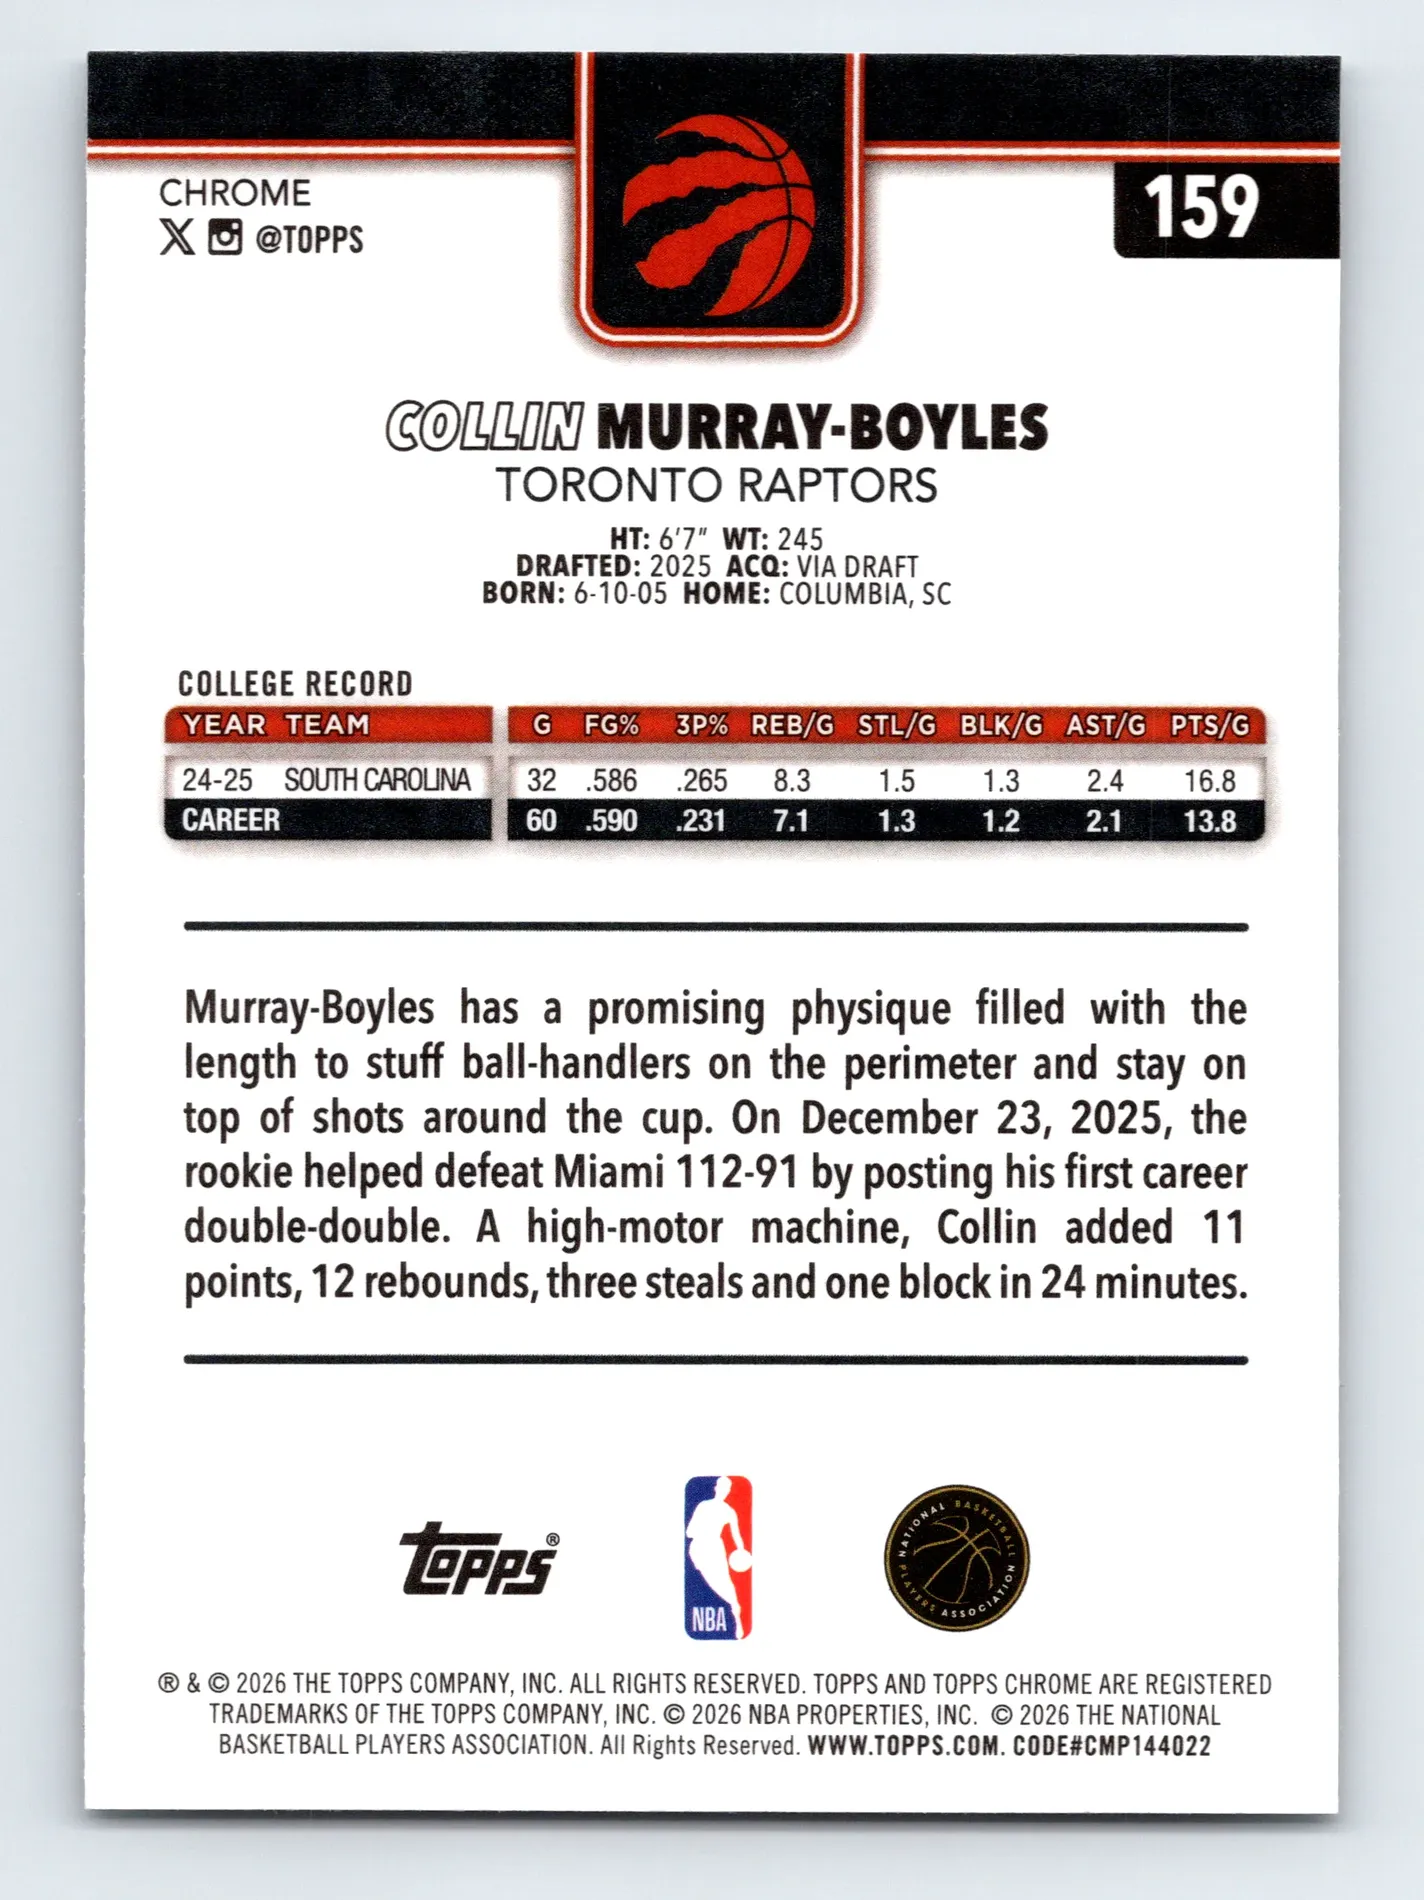 CHROME
159
X @TOPPS
COLLIN MURRAY-BOYLES
TORONTO RAPTORS
HT: 6'7" WT: 245
DRAFTED: 2025 ACQ: VIA DRAFT
BORN: 6-10-05 HOME: COLUMBIA, SC
COLLEGE RECORD
YEAR TEAM G FG% 3P% REB/G STL/G BLK/G AST/G PTS/G
24-25 SOUTH CAROLINA 32 .586 .265 8.3 1.5 1.3 2.4 16.8
CAREER 60 .590 .231 7.1 1.3 1.2 2.1 13.8
Murray-Boyles has a promising physique filled with the
length to stuff ball-handlers on the perimeter and stay on
top of shots around the cup. On December 23, 2025, the
rookie helped defeat Miami 112-91 by posting his first career
double-double. A high-motor machine, Collin added 11
points, 12 rebounds, three steals and one block in 24 minutes.
Topps®
NBA
NATIONAL BASKETBALL
PLAYERS ASSOCIATION
® & © 2026 THE TOPPS COMPANY, INC. ALL RIGHTS RESERVED. TOPPS AND TOPPS CHROME ARE REGISTERED
TRADEMARKS OF THE TOPPS COMPANY, INC. © 2026 NBA PROPERTIES, INC. © 2026 THE NATIONAL
BASKETBALL PLAYERS ASSOCIATION. All Rights Reserved. WWW.TOPPS.COM. CODE#CMP144022